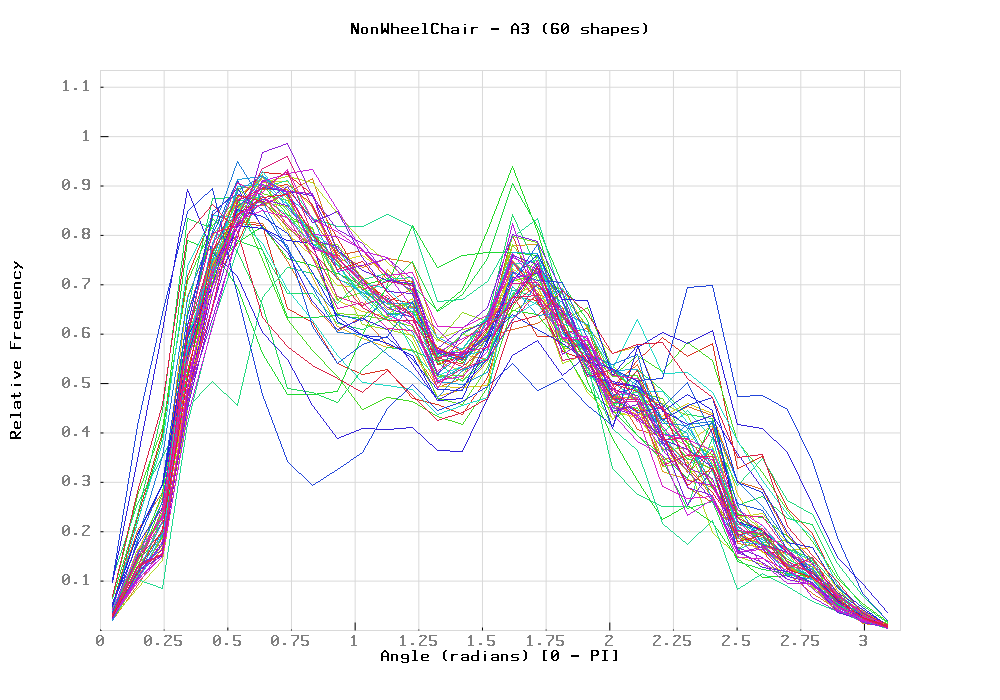 NonWheelChair - A3 (60 shapes)
1.1
1
0.9
0.8
0.7
0.6
0.5
0.4
0.3
0.2
0.1
Relative Frequency
0 0.25 0.5 0.75 1 1.25 1.5 1.75 2 2.25 2.5 2.75 3
Angle (radians) [0 - PI]